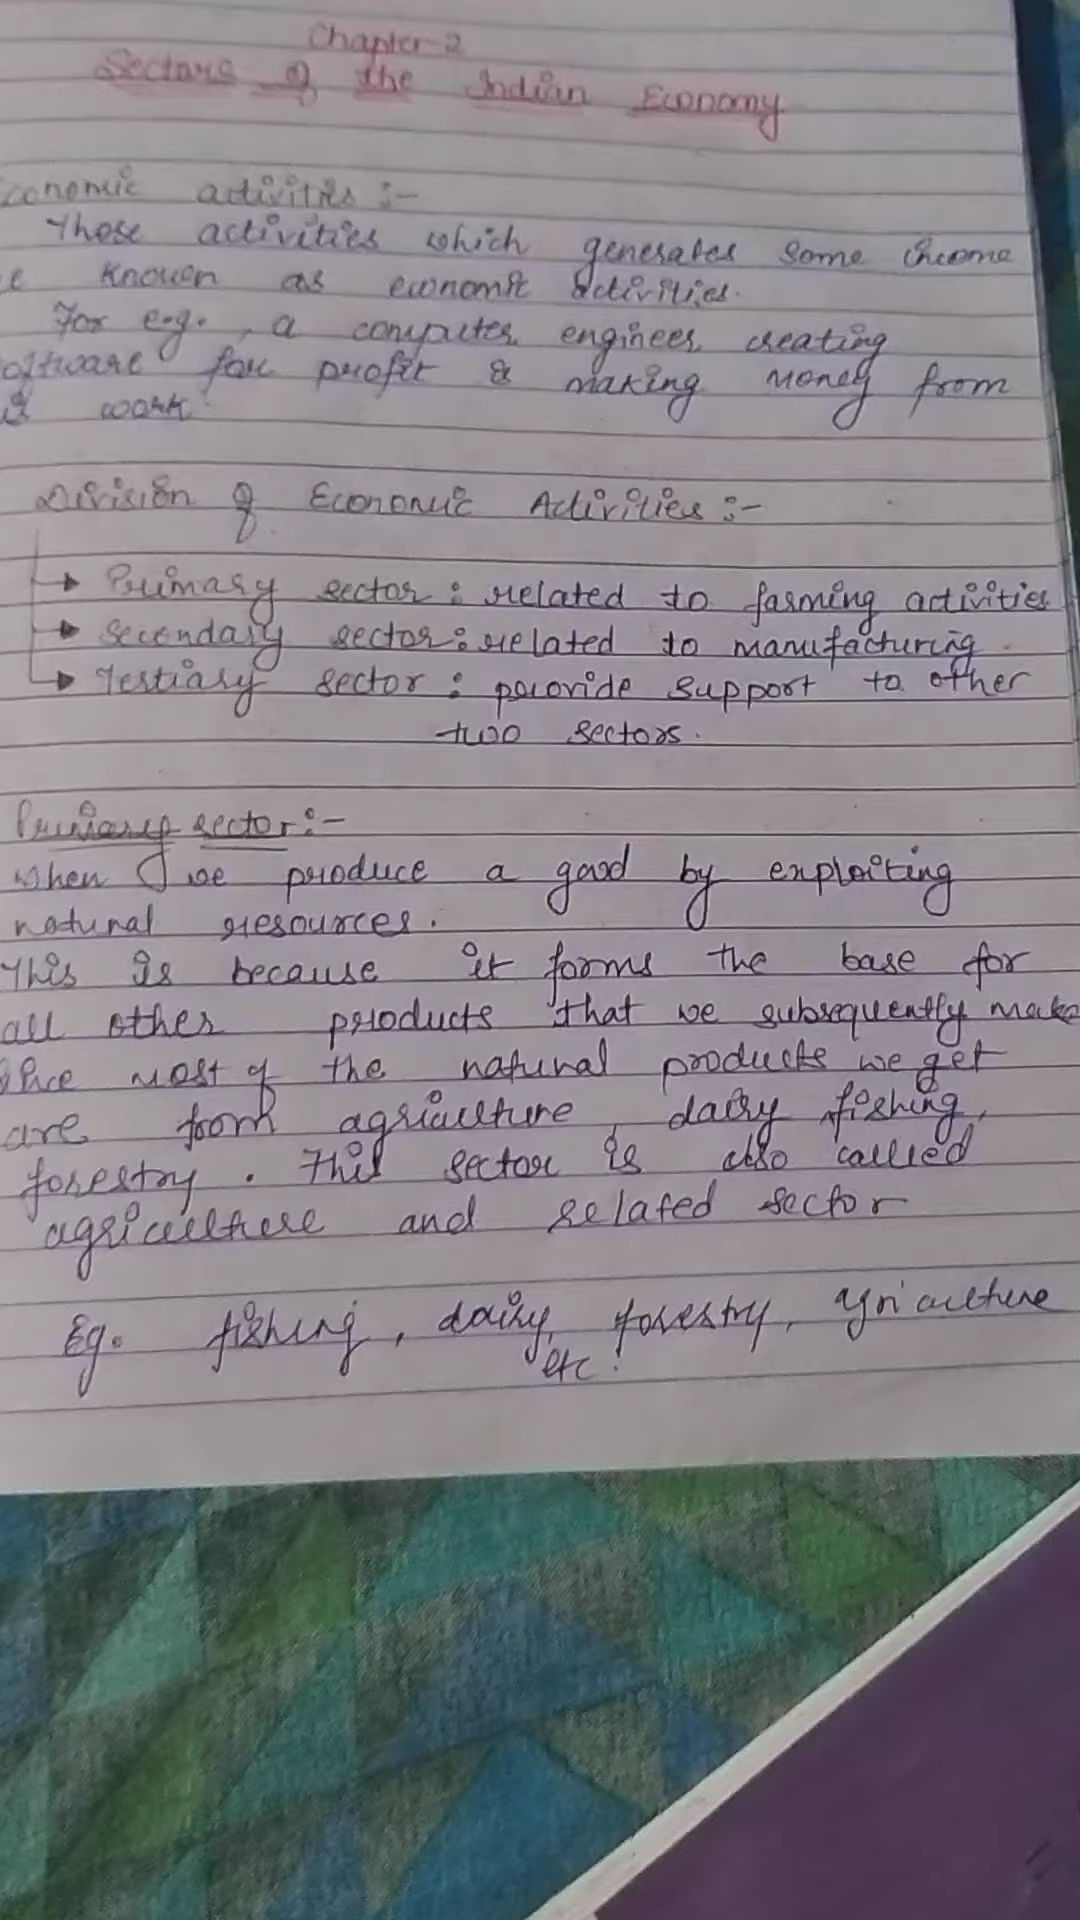 Chapter-2
Sectors of the Indian Economy
conomic activities :-
Those activities which generates some income
e known as economic activities.
For e.g., a computer engineer creating
oftware for profit & making money from
work
Division of Economic Activities :-
Primary sector : related to farming activities
Secondary sector : related to manufacturing.
Tertiary sector : provide support to other
two sectors.
Primary sector :-
When we produce a good by exploiting
natural resources.
This is because it forms the base for
all other products that we subsequently make
Since most of the natural products we get
are from agriculture, dairy, fishing,
forestry. This sector is also called
agriculture and related sector
Eg. fishing, dairy, forestry, agriculture
etc.